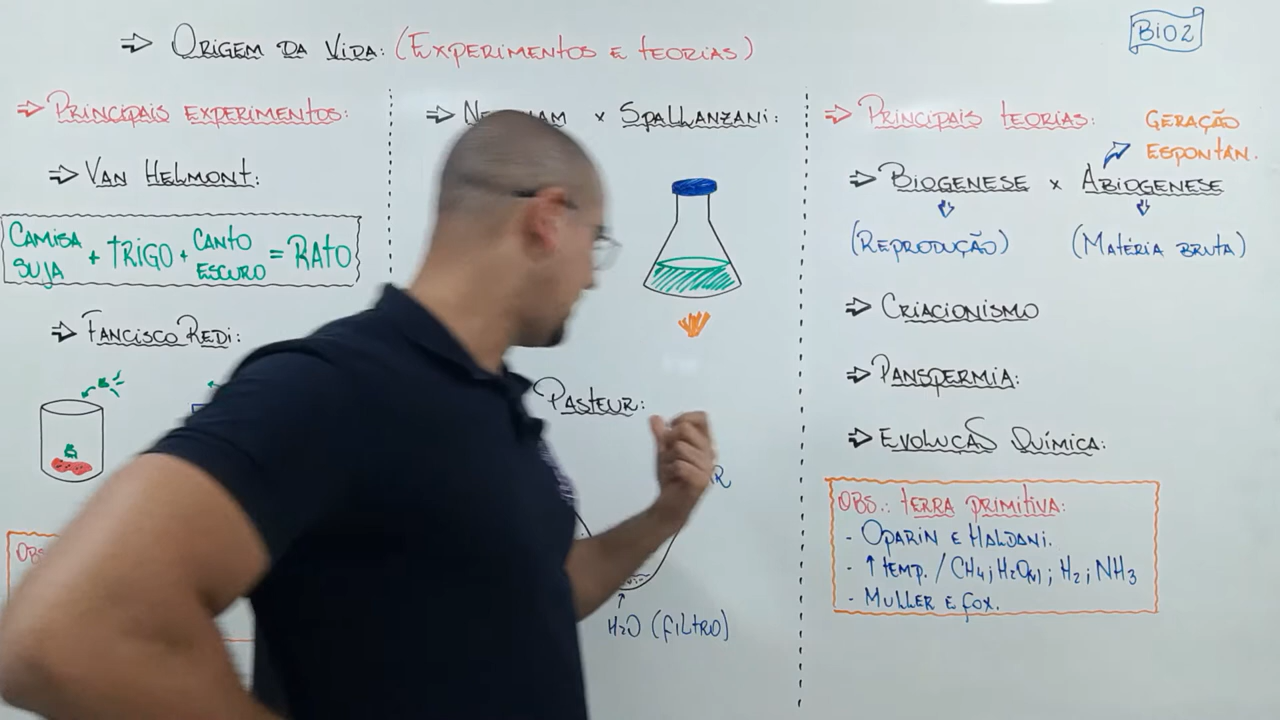 ⇒ ORIGEM DA VIDA: (EXPERIMENTOS E TEORIAS)
BIO2
⇒ PRINCIPAIS EXPERIMENTOS:
⇒ VAN HELMONT:
CAMISA SUJA + TRIGO + CANTO ESCURO = RATO
⇒ FANCISCO REDI:
OBS
⇒ x SPALLANZANI:
PASTEUR:
H2O (FILTRO)
⇒ PRINCIPAIS TEORIAS:
GERAÇÃO
ESPONTÂN.
⇒ BIOGENESE x ABIOGENESE
(REPRODUÇÃO) (MATÉRIA BRUTA)
⇒ CRIACIONISMO
⇒ PANSPERMIA:
⇒ EVOLUÇÃO QUÍMICA:
OBS.: TERRA PRIMITIVA:
- OPARIN E HALDANI.
- ↑ TEMP. / CH4; H2O(V); H2; NH3
- MULLER E FOX.